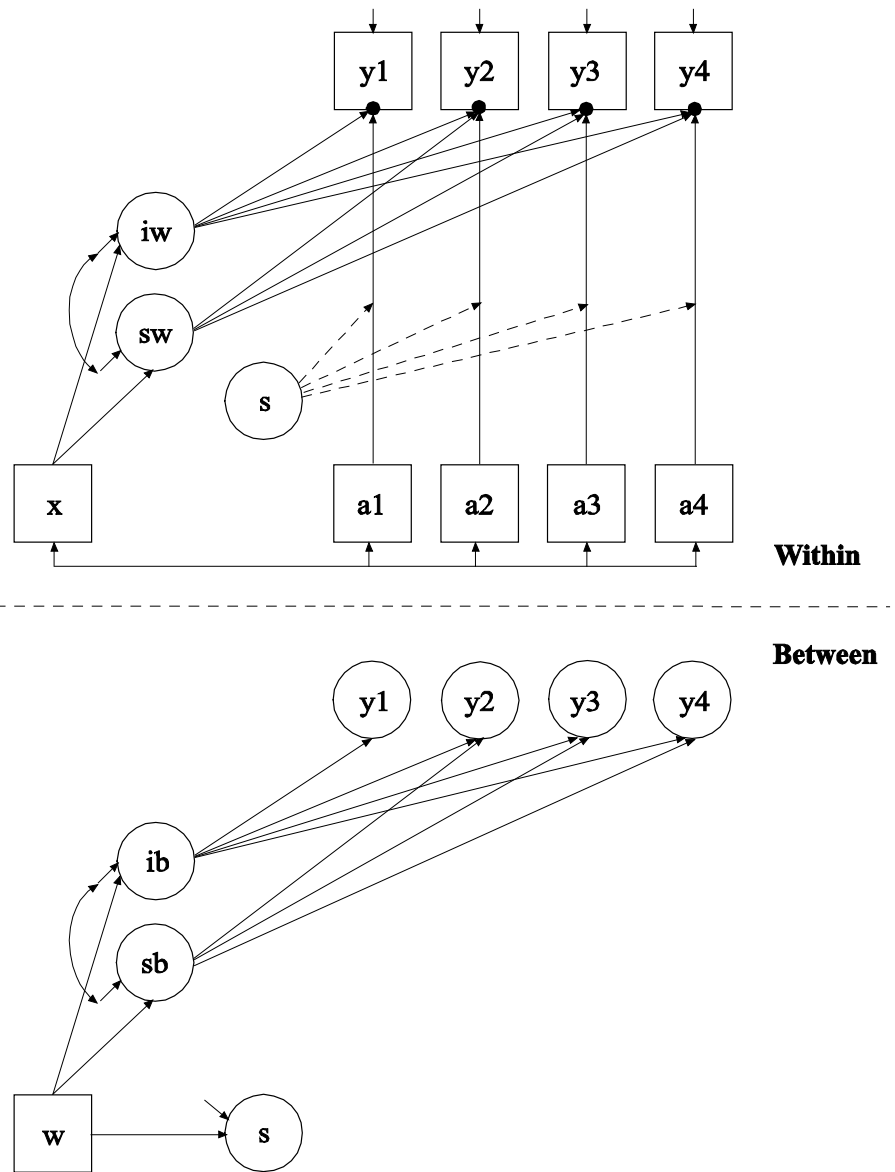 y1 y2 y3 y4
iw
sw
s
x a1 a2 a3 a4
Within
Between
y1 y2 y3 y4
ib
sb
w s